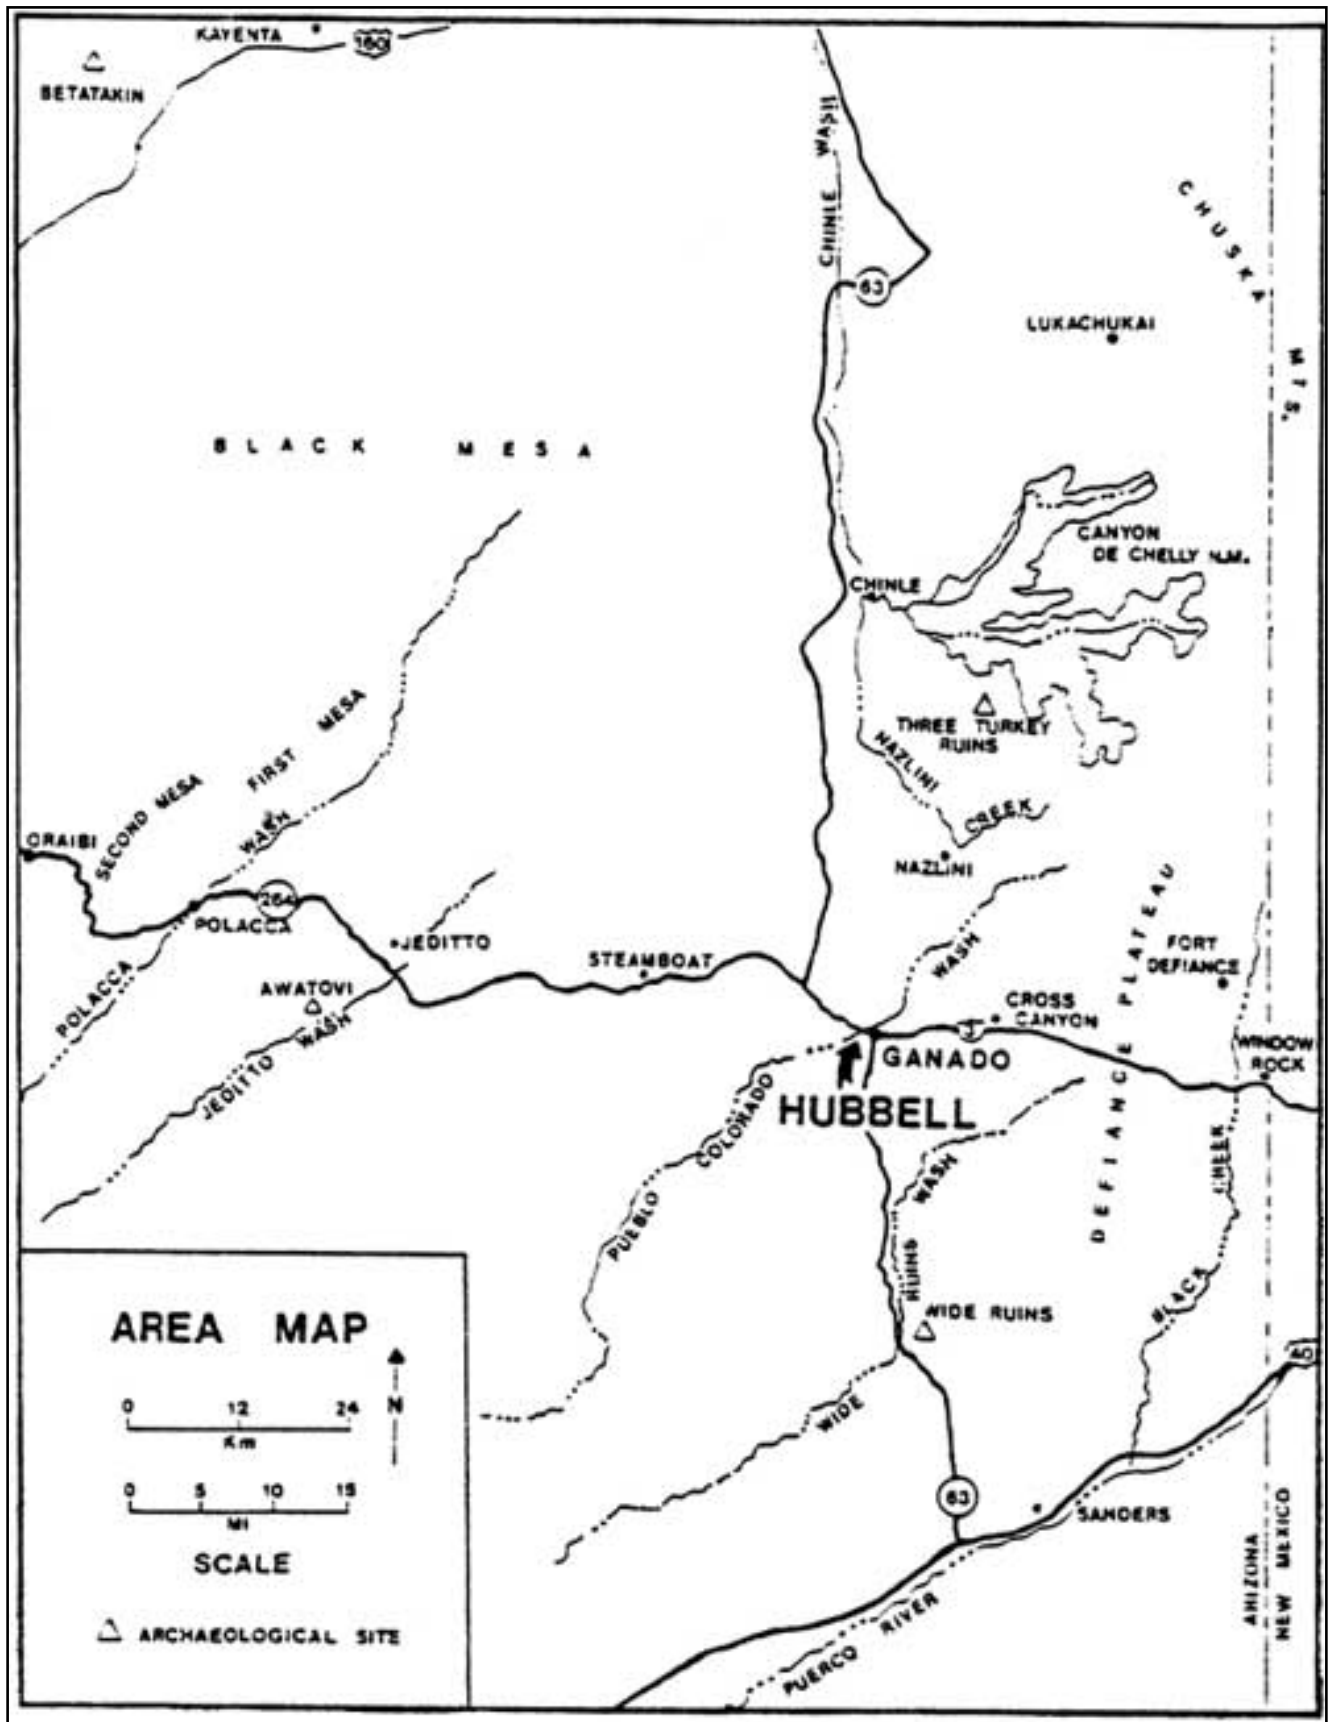 KAYENTA
160
BETATAKIN
CHINLE WASH
CHUSKA MTS.
63
LUKACHUKAI
BLACK MESA
CANYON
DE CHELLY N.M.
CHINLE
THREE TURKEY
RUINS
NAZLINI CREEK
NAZLINI
FIRST MESA
SECOND MESA
WASH
ORAIBI
264
POLACCA
JEDITTO
STEAMBOAT
WASH
DEFIANCE PLATEAU
FORT
DEFIANCE
POLACCA
AWATOVI
JEDITTO WASH
CROSS
CANYON
3
GANADO
WINDOW
ROCK
HUBBELL
PUEBLO COLORADO
WIDE RUINS WASH
BLACK CREEK
WIDE RUINS
40
63
SANDERS
PUERCO RIVER
ARIZONA
NEW MEXICO
AREA MAP
N
0 12 24
Km
0 5 10 15
MI
SCALE
ARCHAEOLOGICAL SITE